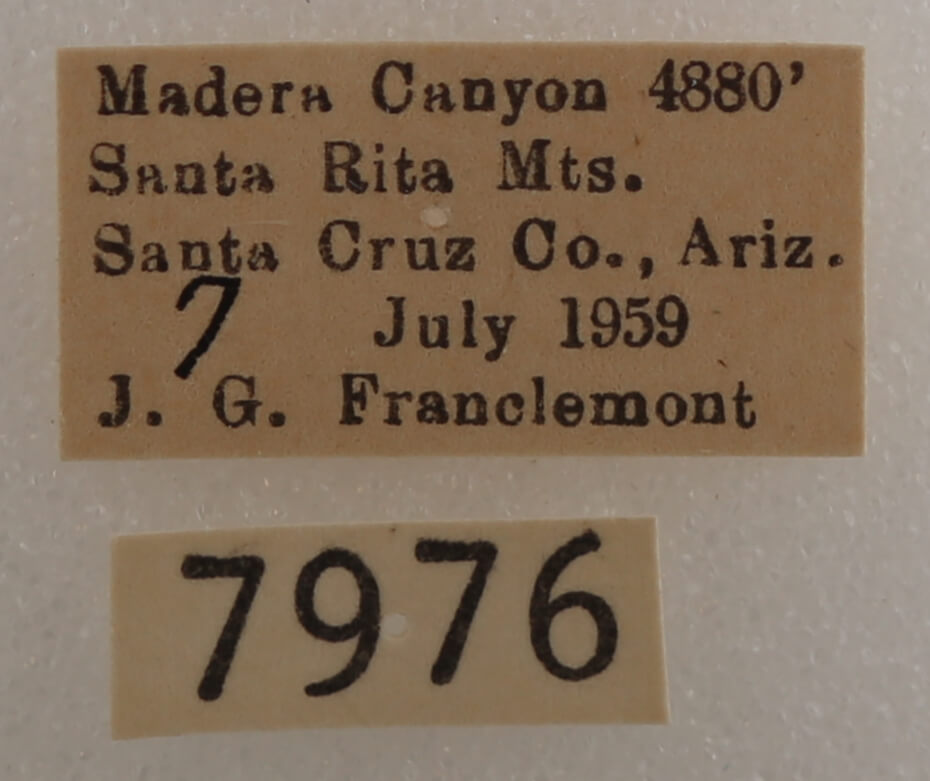 Madera Canyon 4880'
Santa Rita Mts.
Santa Cruz Co., Ariz.
7 July 1959
J. G. Franclemont
7976